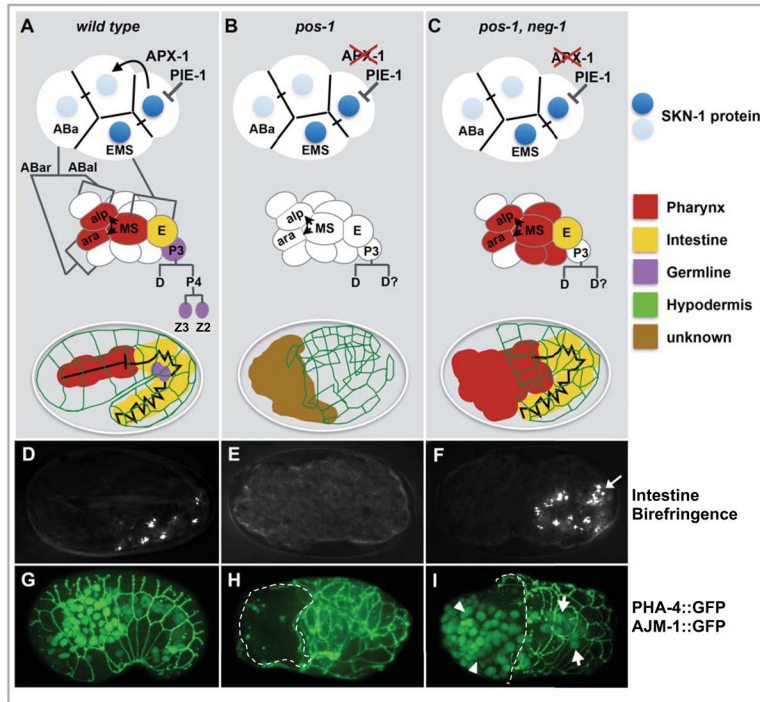 A wild type
APX-1
PIE-1
ABa
EMS
ABar ABal
alp
ara
MS
E
P3
D P4
Z3 Z2
B pos-1
APX-1
PIE-1
ABa
EMS
alp
ara
MS
E
P3
D D?
C pos-1, neg-1
APX-1
PIE-1
ABa
EMS
alp
ara
MS
E
P3
D D?
SKN-1 protein
Pharynx
Intestine
Germline
Hypodermis
unknown
D
E
F
Intestine
Birefringence
G
H
I
PHA-4::GFP
AJM-1::GFP